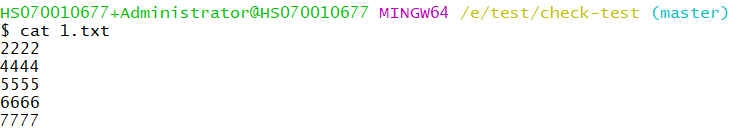 HS070010677+Administrator@HS070010677 MINGW64 /e/test/check-test (master)
$ cat 1.txt
2222
4444
5555
6666
7777